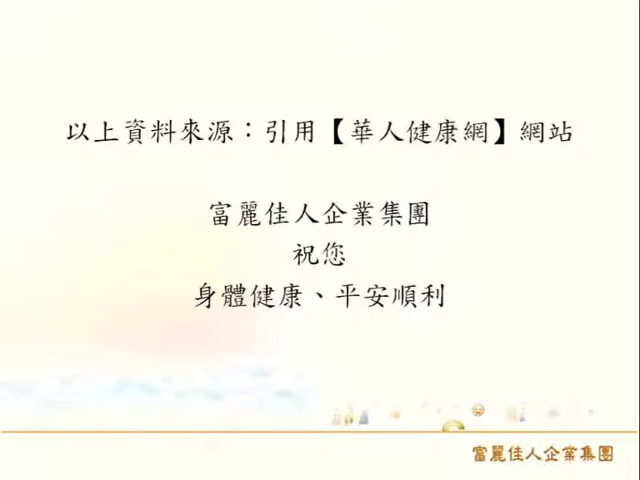 以上資料來源：引用【華人健康網】網站
富麗佳人企業集團
祝您
身體健康、平安順利
富麗佳人企業集團